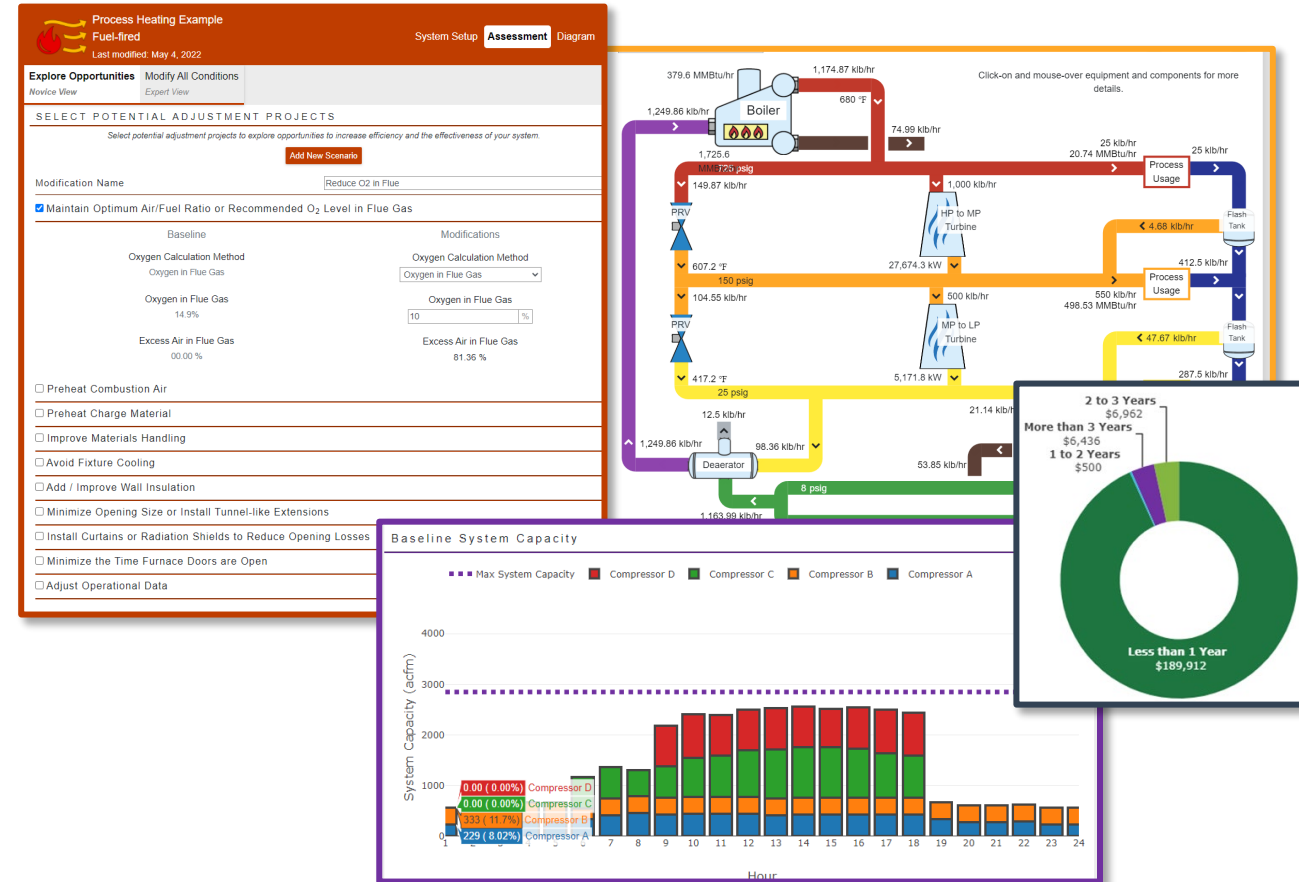 Process Heating Example
Fuel-fired
Last modified: May 4, 2022
System Setup Assessment Diagram
Explore Opportunities Modify All Conditions
Novice View Expert View
SELECT POTENTIAL ADJUSTMENT PROJECTS
Select potential adjustment projects to explore opportunities to increase efficiency and the effectiveness of your system.
Add New Scenario
Modification Name Reduce O2 in Flue
Maintain Optimum Air/Fuel Ratio or Recommended O2 Level in Flue Gas
Baseline Modifications
Oxygen Calculation Method Oxygen Calculation Method
Oxygen in Flue Gas Oxygen in Flue Gas
Oxygen in Flue Gas Oxygen in Flue Gas
14.9% 10 %
Excess Air in Flue Gas Excess Air in Flue Gas
00.00 % 81.36 %
Preheat Combustion Air
Preheat Charge Material
Improve Materials Handling
Avoid Fixture Cooling
Add / Improve Wall Insulation
Minimize Opening Size or Install Tunnel-like Extensions
Install Curtains or Radiation Shields to Reduce Opening Losses
Minimize the Time Furnace Doors are Open
Adjust Operational Data
Click-on and mouse-over equipment and components for more
details.
379.6 MMBtu/hr
1,174.87 klb/hr
680 °F
1,249.86 klb/hr
Boiler
74.99 klb/hr
1,725.6
MMBtu/hr
725 psig
25 klb/hr
20.74 MMBtu/hr
Process
Usage
25 klb/hr
149.87 klb/hr
1,000 klb/hr
PRV
HP to MP
Turbine
Flash
Tank
4.68 klb/hr
607.2 °F
27,674.3 kW
412.5 klb/hr
150 psig
Process
Usage
104.55 klb/hr
500 klb/hr
550 klb/hr
498.53 MMBtu/hr
PRV
MP to LP
Turbine
Flash
Tank
47.67 klb/hr
417.2 °F
5,171.8 kW
287.5 klb/hr
25 psig
12.5 klb/hr
21.14 klb/hr
1,249.86 klb/hr
98.36 klb/hr
Deaerator
53.85 klb/hr
8 psig
1,163.99 klb/hr
2 to 3 Years
$6,962
More than 3 Years
$6,436
1 to 2 Years
$500
Less than 1 Year
$189,912
Baseline System Capacity
Max System Capacity Compressor D Compressor C Compressor B Compressor A
System Capacity (acfm)
4000
3000
2000
1000
0
0.00 ( 0.00%) Compressor D
0.00 ( 0.00%) Compressor C
333 ( 11.7%) Compressor B
229 ( 8.02%) Compressor A
1 7 8 9 10 11 12 13 14 15 16 17 18 19 20 21 22 23 24
Hour